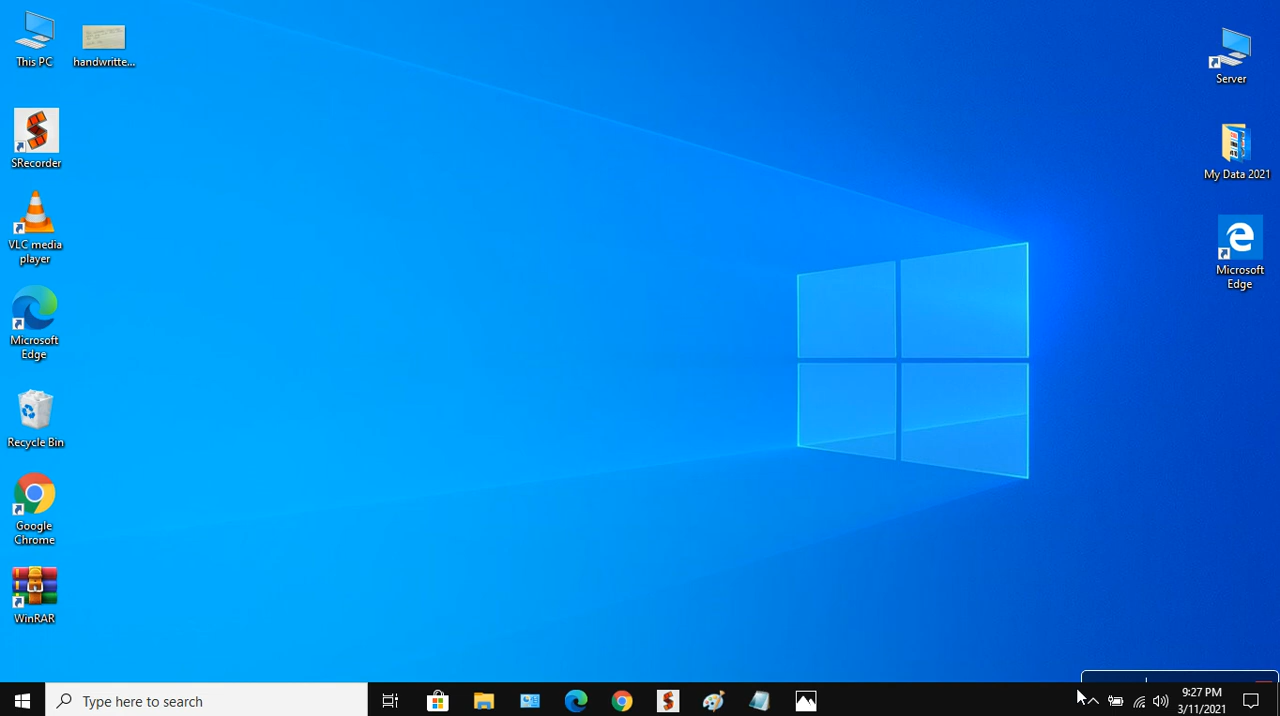 This PC
handwritte...
Server
SRecorder
My Data 2021
VLC media
player
Microsoft
Edge
Microsoft
Edge
Recycle Bin
Google
Chrome
WinRAR
Type here to search
9:27 PM
3/11/2021